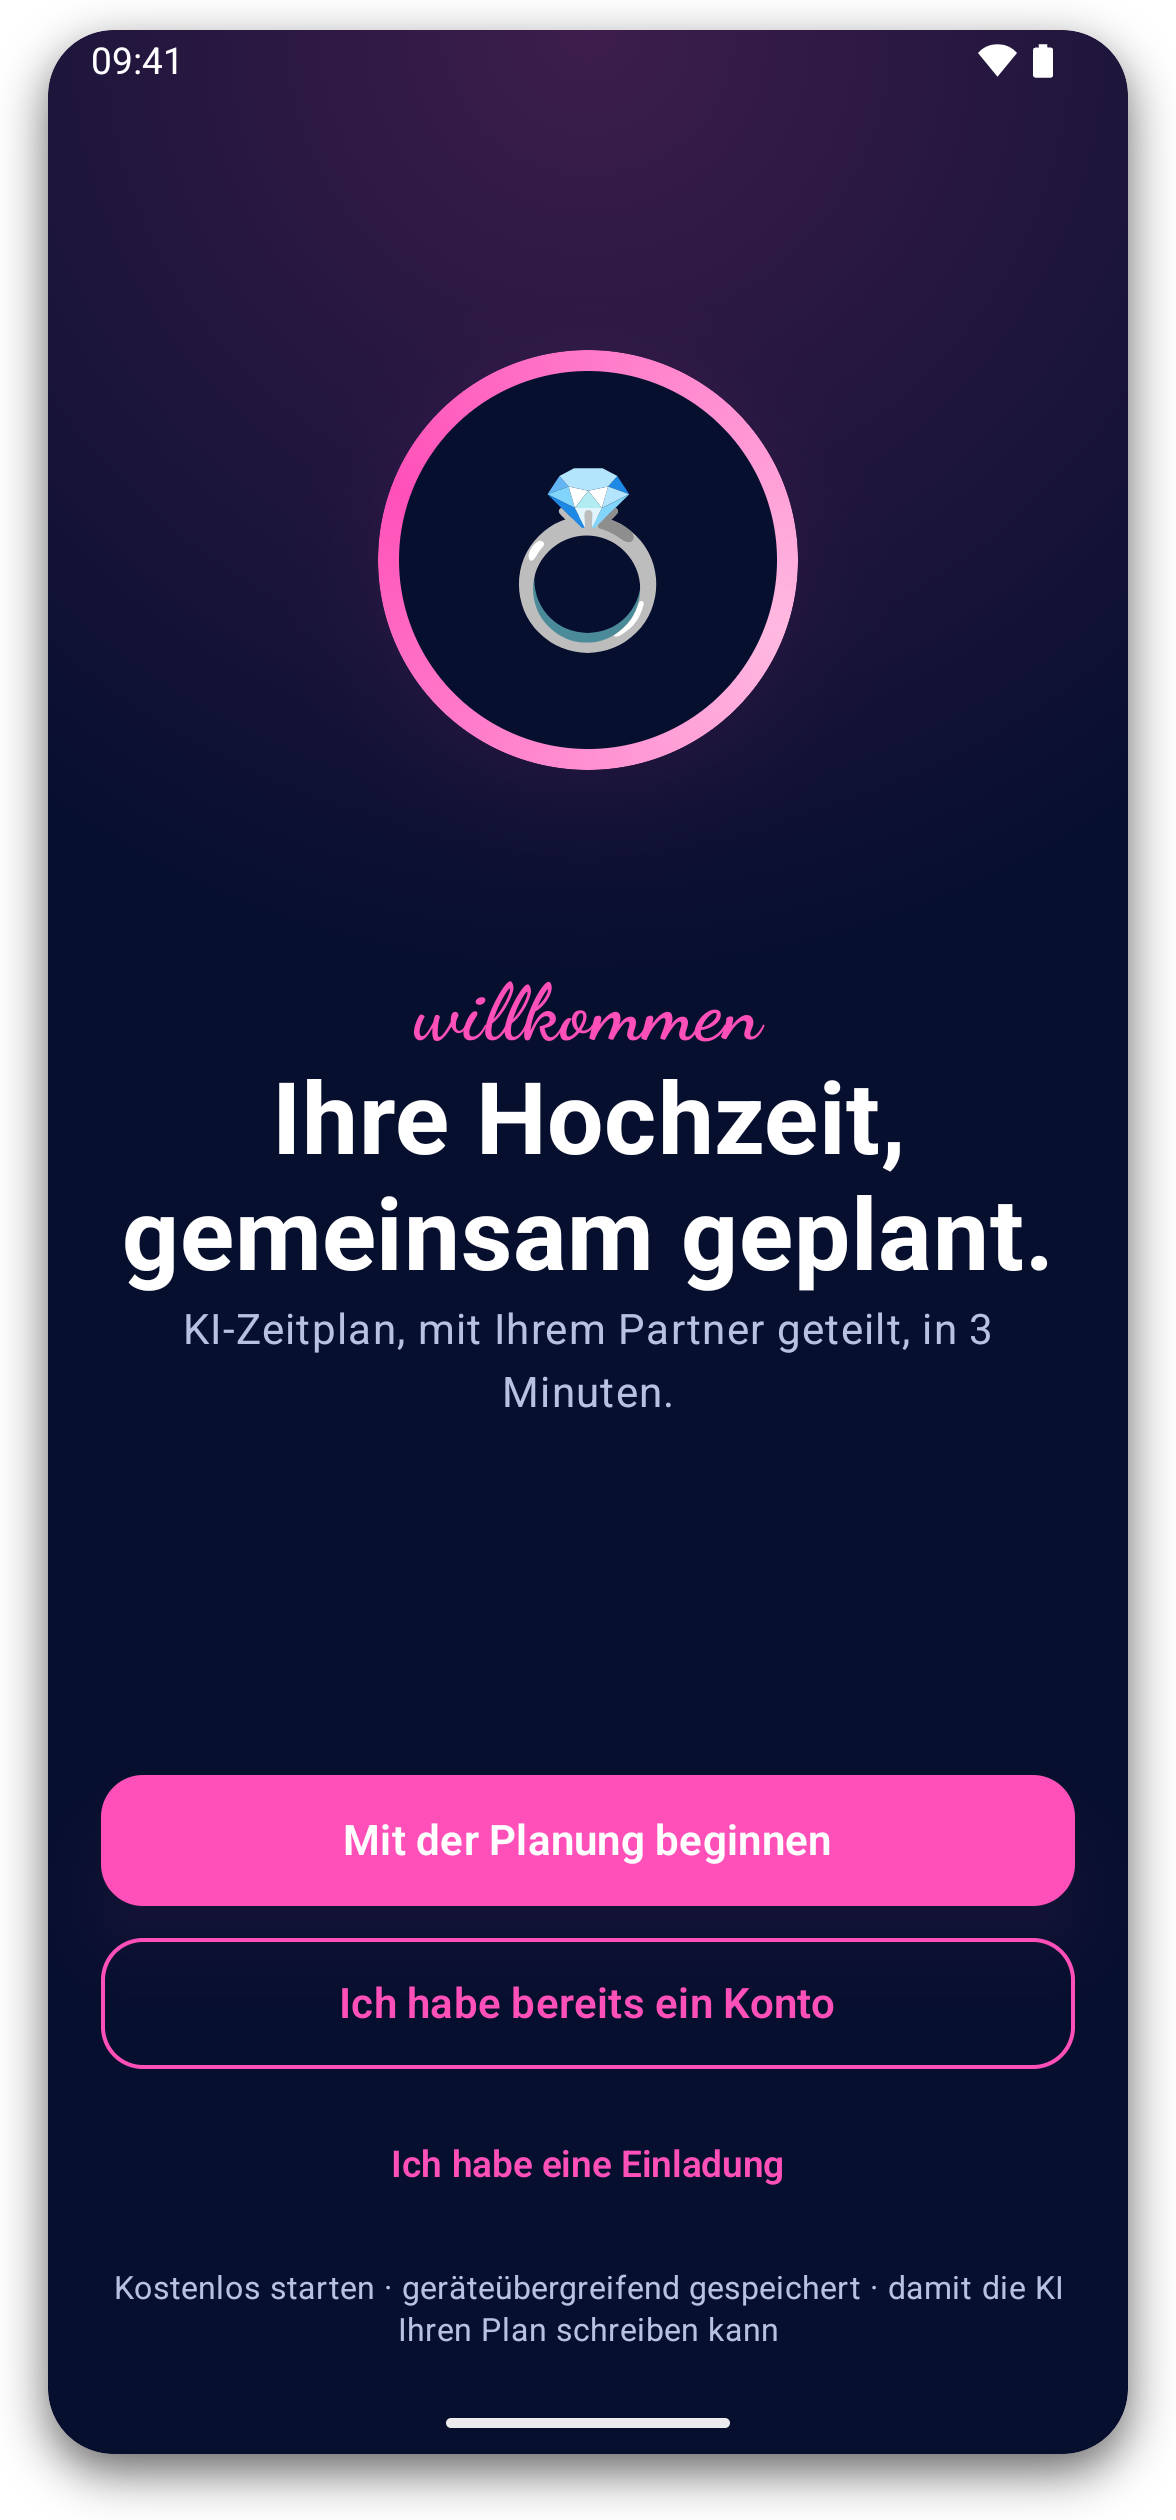 09:41
willkommen
Ihre Hochzeit,
gemeinsam geplant.
KI-Zeitplan, mit Ihrem Partner geteilt, in 3
Minuten.
Mit der Planung beginnen
Ich habe bereits ein Konto
Ich habe eine Einladung
Kostenlos starten · geräteübergreifend gespeichert · damit die KI
Ihren Plan schreiben kann